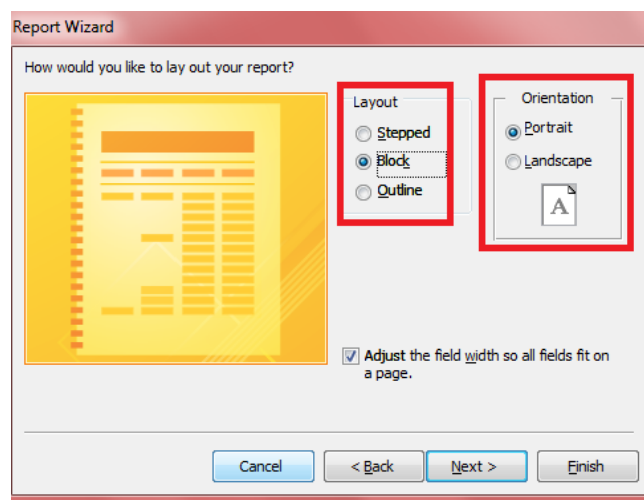 Report Wizard
How would you like to lay out your report?
Layout
Stepped
Block
Outline
Orientation
Portrait
Landscape
A
Adjust the field width so all fields fit on
a page.
Cancel
< Back
Next >
Finish